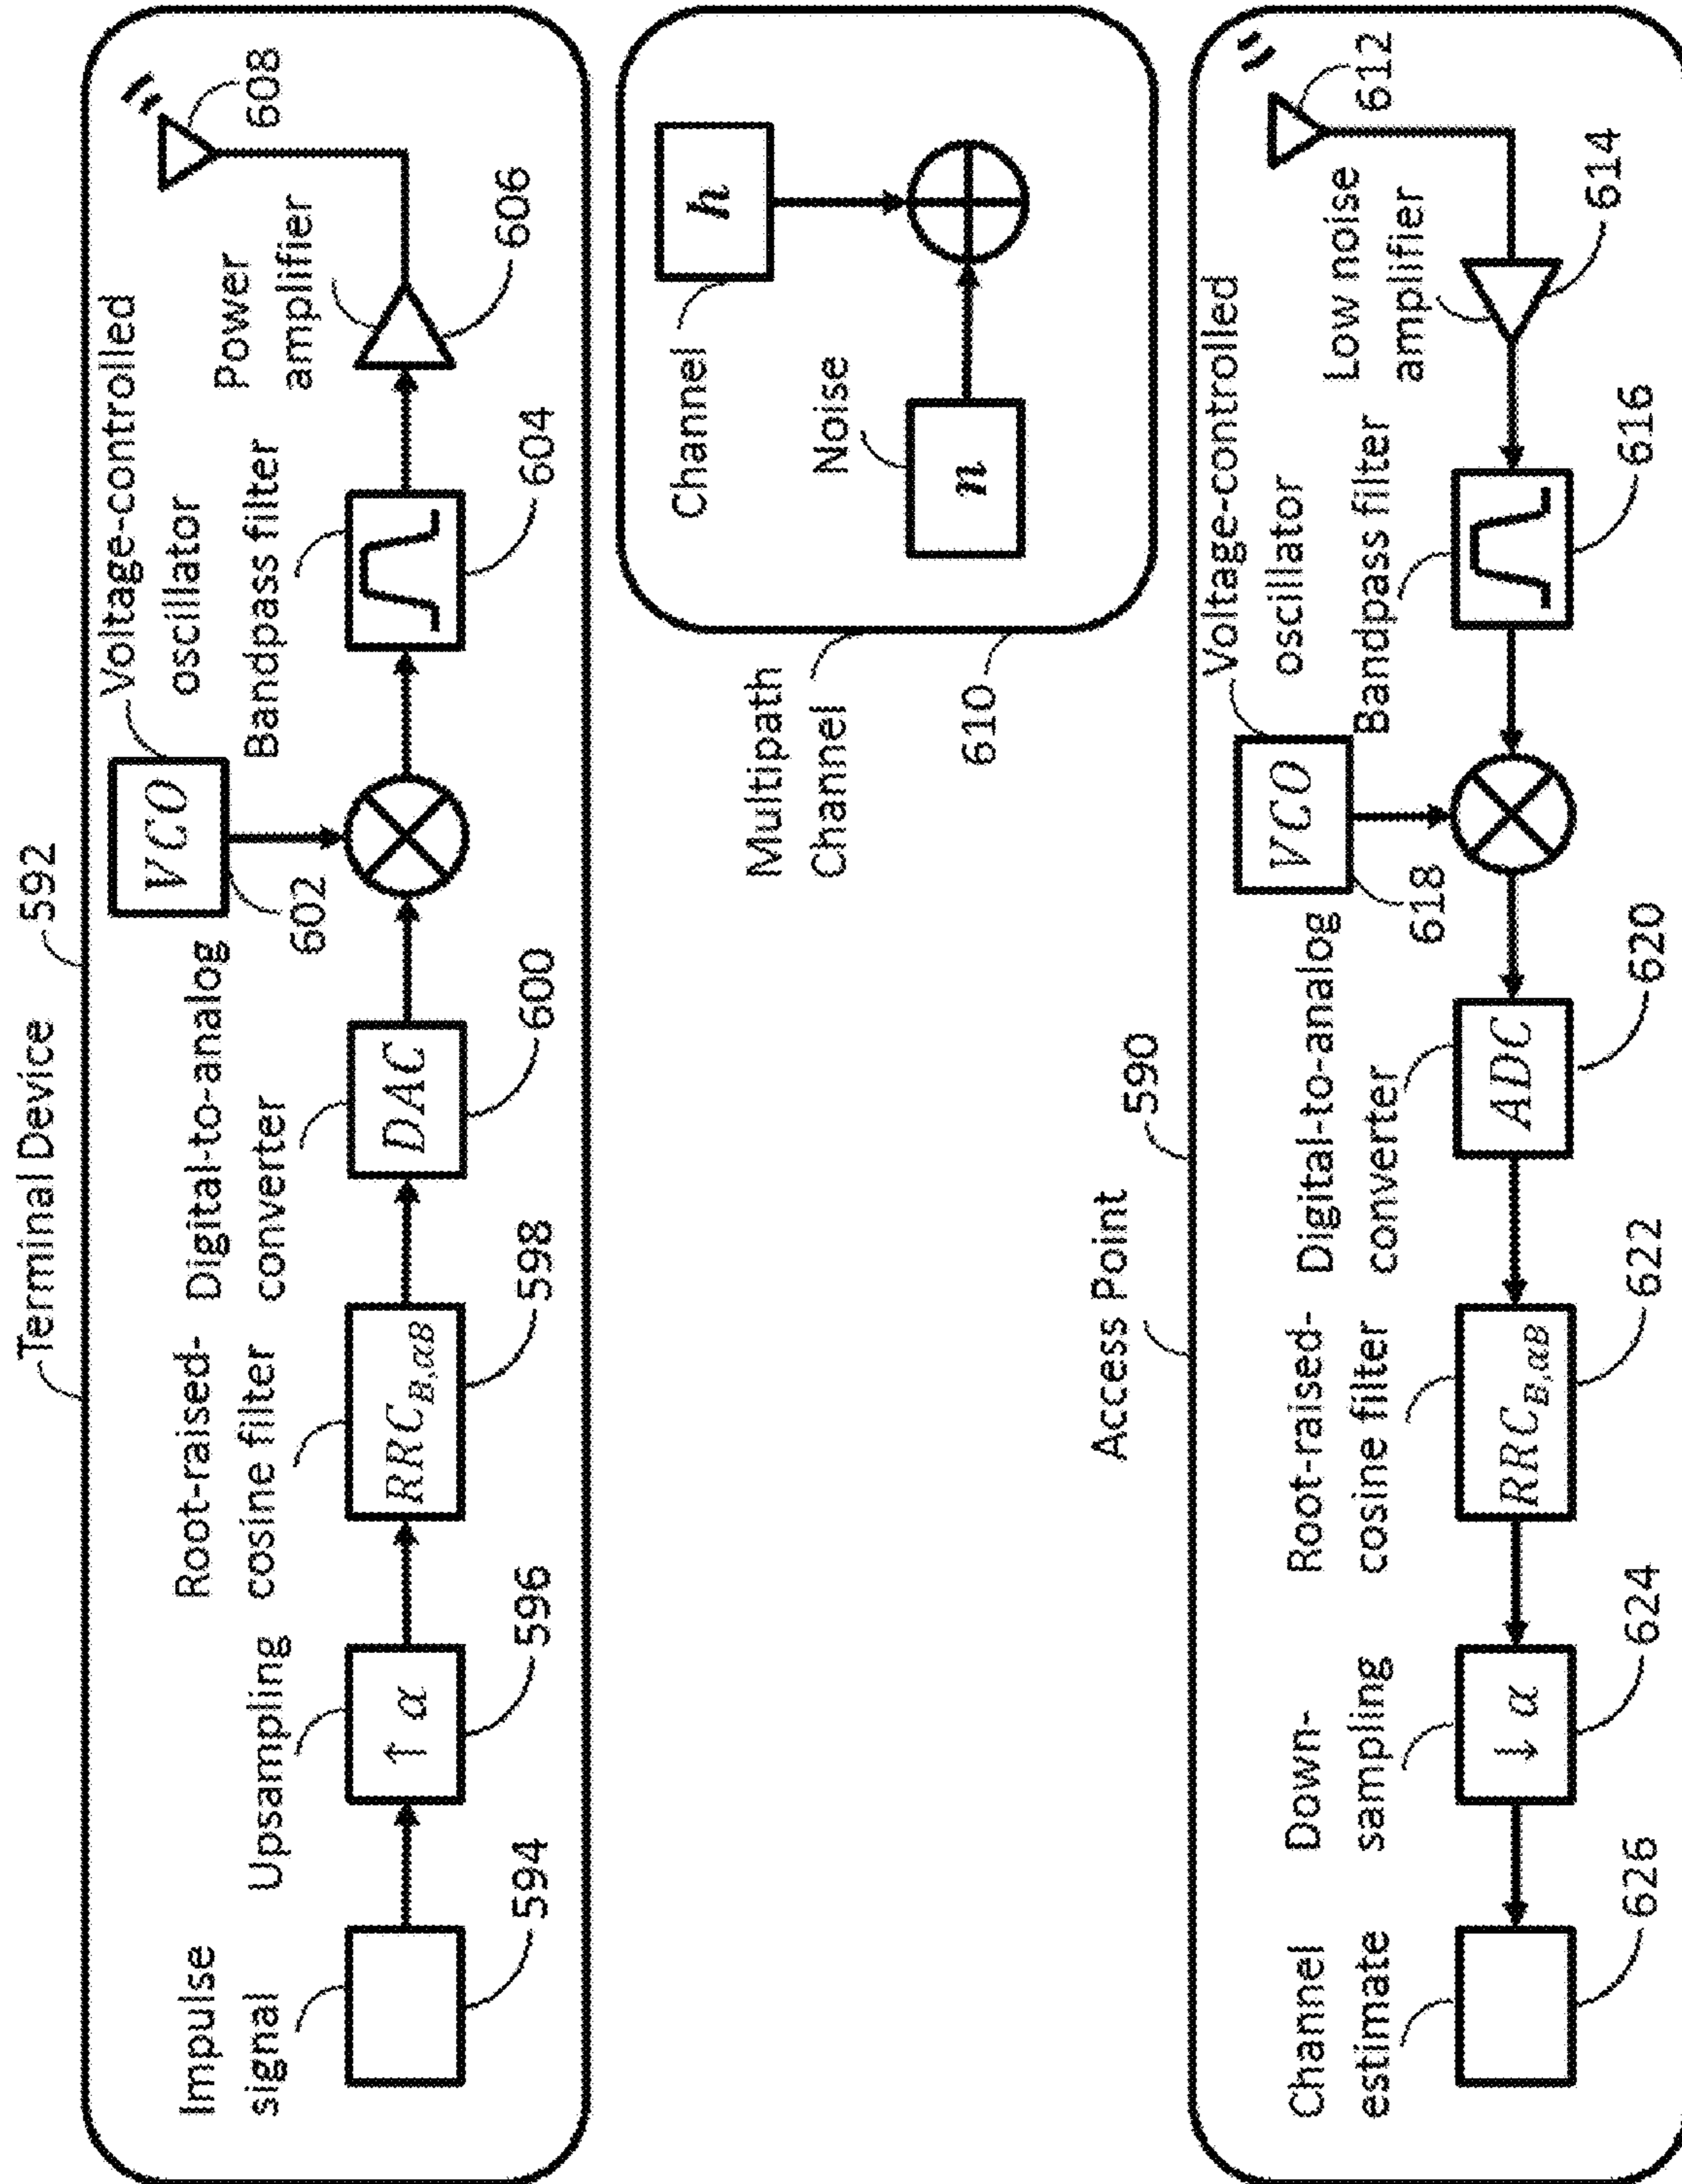 Terminal Device
592
Impulse
signal
594
Upsampling
↑ α
596
Root-raised-
cosine filter
RRC_{B,αB}
598
Digital-to-analog
converter
DAC
600
VCO
602
Voltage-controlled
oscillator
Bandpass filter
604
Power
amplifier
606
608
Multipath
Channel
610
Channel
h
Noise
n
Access Point
590
612
Low noise
amplifier
614
Bandpass filter
616
Voltage-controlled
oscillator
VCO
618
Digital-to-analog
converter
ADC
620
Root-raised-
cosine filter
RRC_{B,αB}
622
Down-
sampling
↓ α
624
Channel
estimate
626